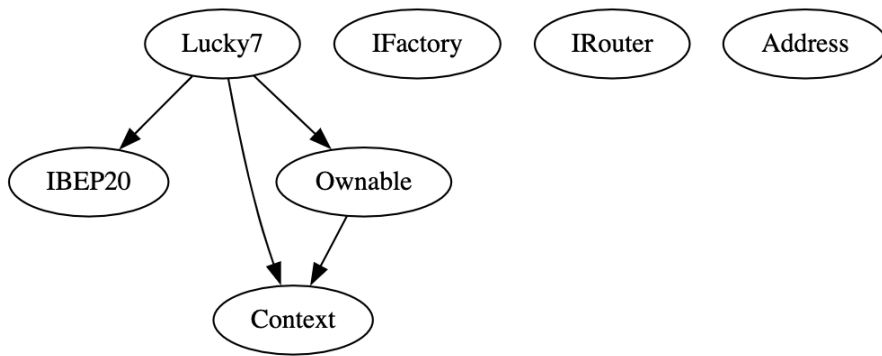 Lucky7
IFactory
IRouter
Address
IBEP20
Ownable
Context